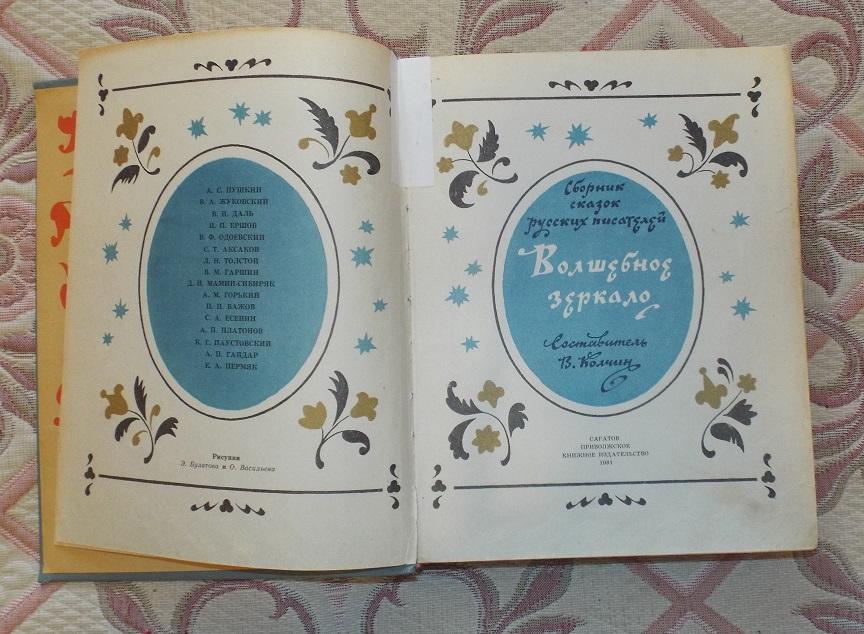 А. С. ПУШКИН
В. А. ЖУКОВСКИЙ
В. И. ДАЛЬ
П. П. ЕРШОВ
В. Ф. ОДОЕВСКИЙ
С. Т. АКСАКОВ
Л. Н. ТОЛСТОЙ
В. М. ГАРШИН
Д. Н. МАМИН-СИБИРЯК
А. М. ГОРЬКИЙ
П. П. БАЖОВ
С. А. ЕСЕНИН
А. П. ПЛАТОНОВ
К. Г. ПАУСТОВСКИЙ
А. П. ГАЙДАР
Е. А. ПЕРМЯК
Рисунки
Э. Булатова и О. Васильева
Сборник
сказок
русских писателей
Волшебное
зеркало
Составитель
В. Колчин
САРАТОВ
ПРИВОЛЖСКОЕ
КНИЖНОЕ ИЗДАТЕЛЬСТВО
1981